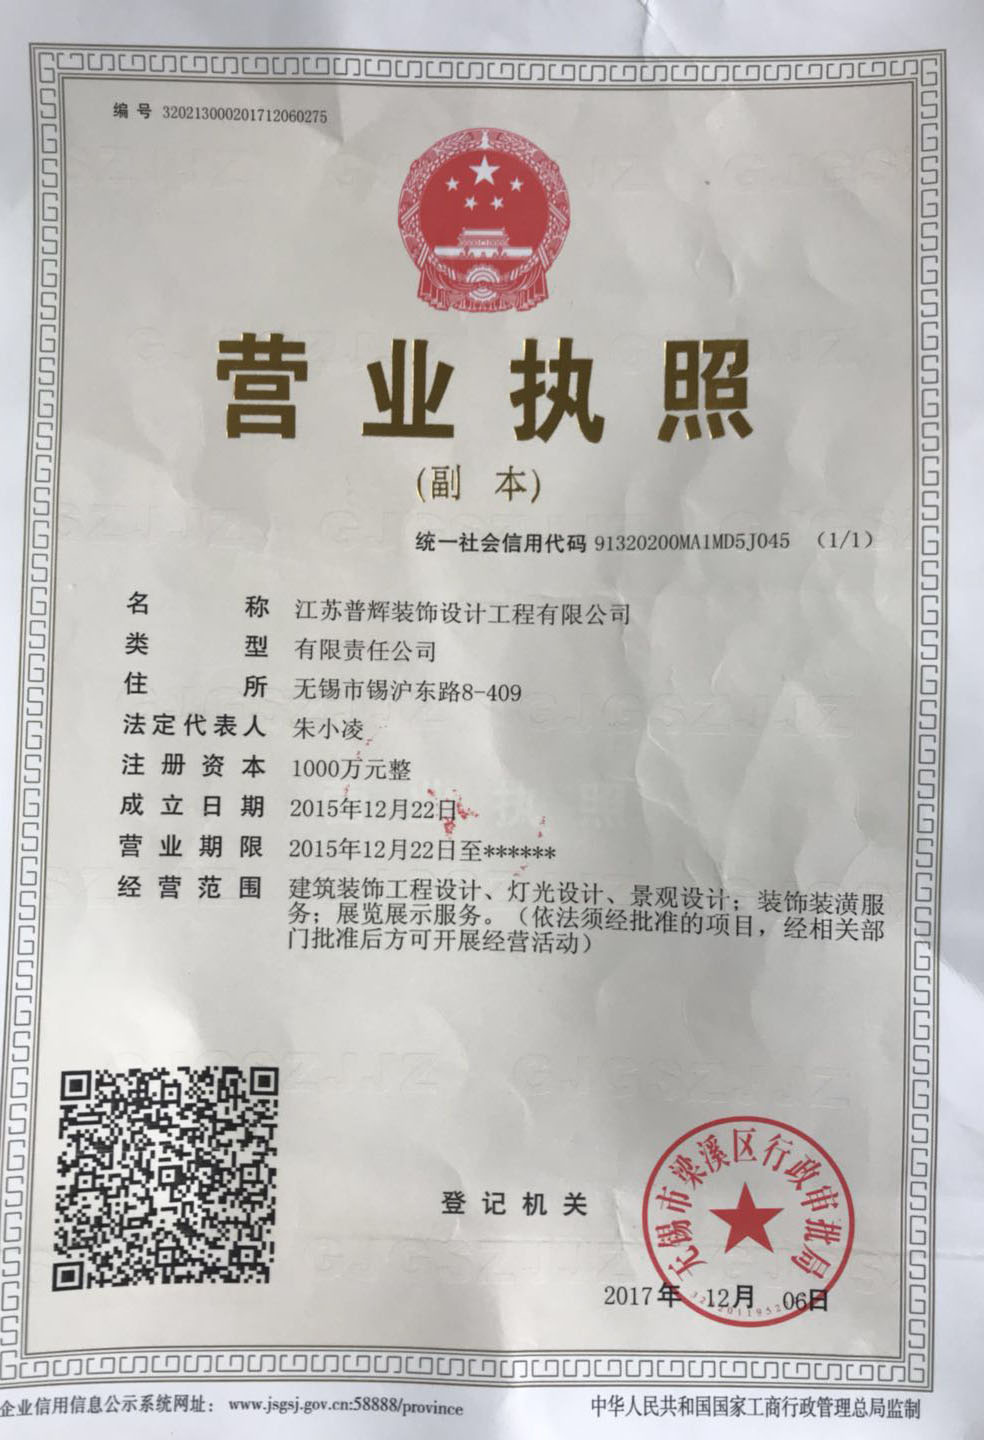 编 号 320213000201712060275
营业执照
(副 本)
统一社会信用代码 91320200MA1MD5J045 （1/1）
名 称 江苏普辉装饰设计工程有限公司
类 型 有限责任公司
住 所 无锡市锡沪东路8-409
法定代表人 朱小凌
注册资本 1000万元整
成立日期 2015年12月22日
营业期限 2015年12月22日至******
经营范围 建筑装饰工程设计、灯光设计、景观设计；装饰装潢服
务；展览展示服务。（依法须经批准的项目，经相关部
门批准后方可开展经营活动）
登记机关
无锡市梁溪区行政审批局
2017年 12月 06日
企业信用信息公示系统网址： www.jsgsj.gov.cn:58888/province
中华人民共和国国家工商行政管理总局监制